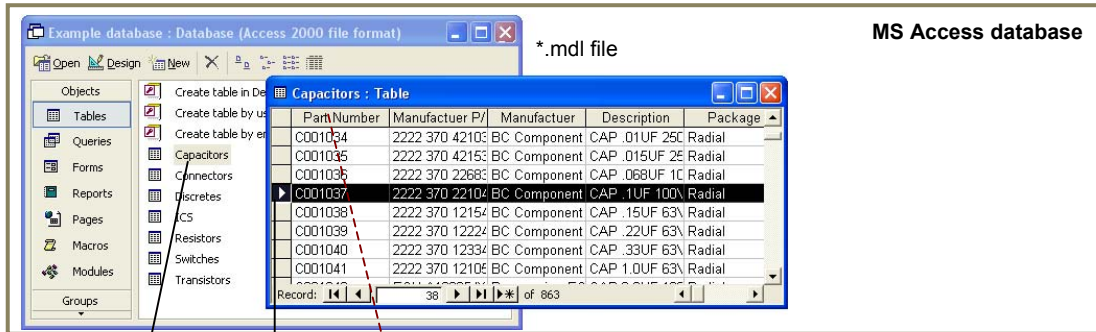 MS Access database
Example database : Database (Access 2000 file format)
*.mdl file
Open Design New
Objects
Tables
Queries
Forms
Reports
Pages
Macros
Modules
Groups
Create table in De
Create table by us
Create table by en
Capacitors
Connectors
Discretes
ICS
Resistors
Switches
Transistors
Capacitors : Table
Part Number Manufactuer P/ Manufactuer Description Package
C001034 2222 370 42103 BC Component CAP .01UF 250 Radial
C001035 2222 370 42153 BC Component CAP .015UF 25 Radial
C001036 2222 370 22683 BC Component CAP .068UF 10 Radial
C001037 2222 370 22104 BC Component CAP .1UF 100V Radial
C001038 2222 370 12154 BC Component CAP .15UF 63V Radial
C001039 2222 370 12224 BC Component CAP .22UF 63V Radial
C001040 2222 370 12334 BC Component CAP .33UF 63V Radial
C001041 2222 370 12105 BC Component CAP 1.0UF 63V Radial
Record: 38 of 863